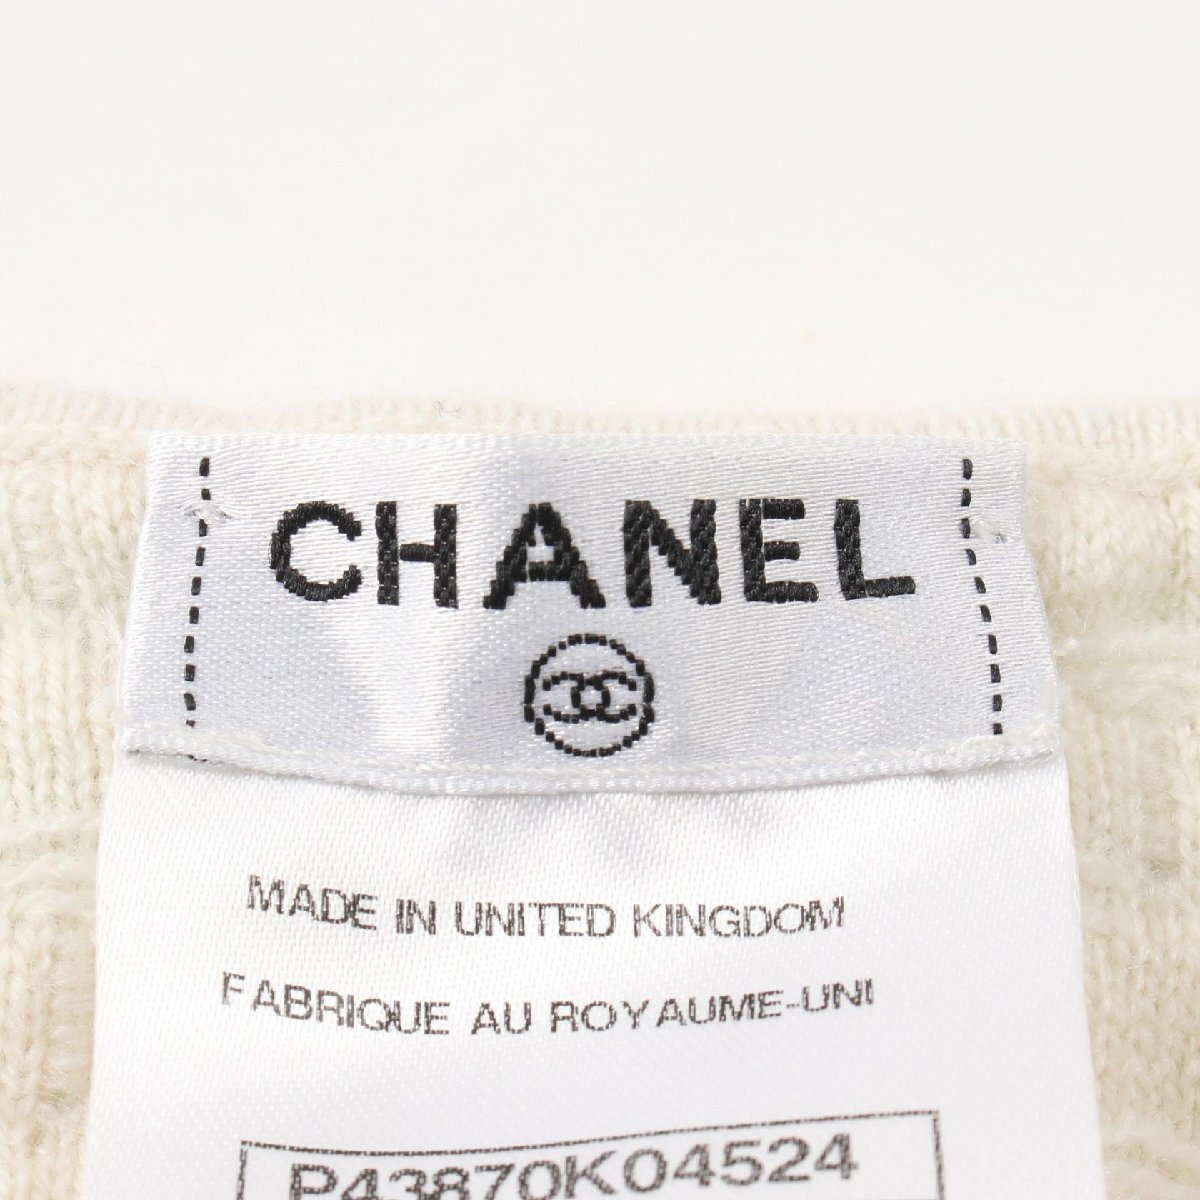 CHANEL
MADE IN UNITED KINGDOM
FABRIQUE AU ROYAUME-UNI
P43870K04524